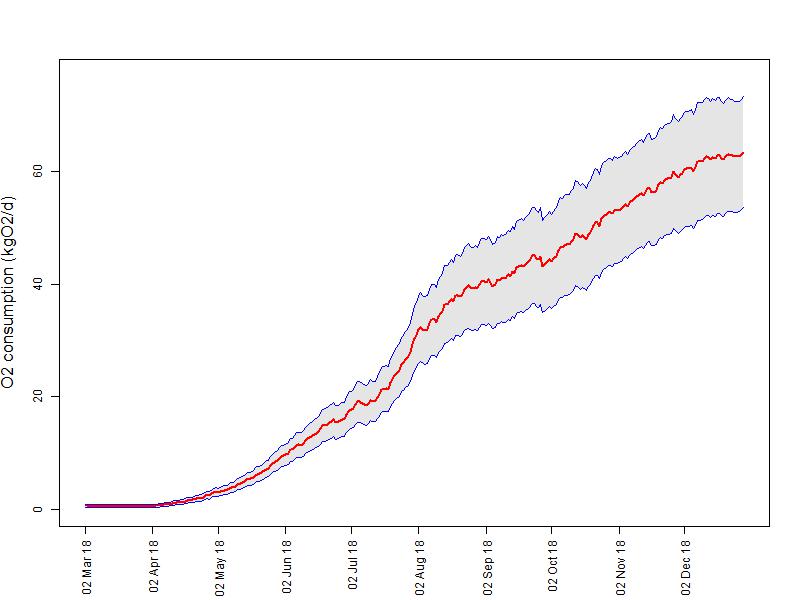 O2 consumption (kgO2/d)
60
40
20
0
02 Mar 18
02 Apr 18
02 May 18
02 Jun 18
02 Jul 18
02 Aug 18
02 Sep 18
02 Oct 18
02 Nov 18
02 Dec 18